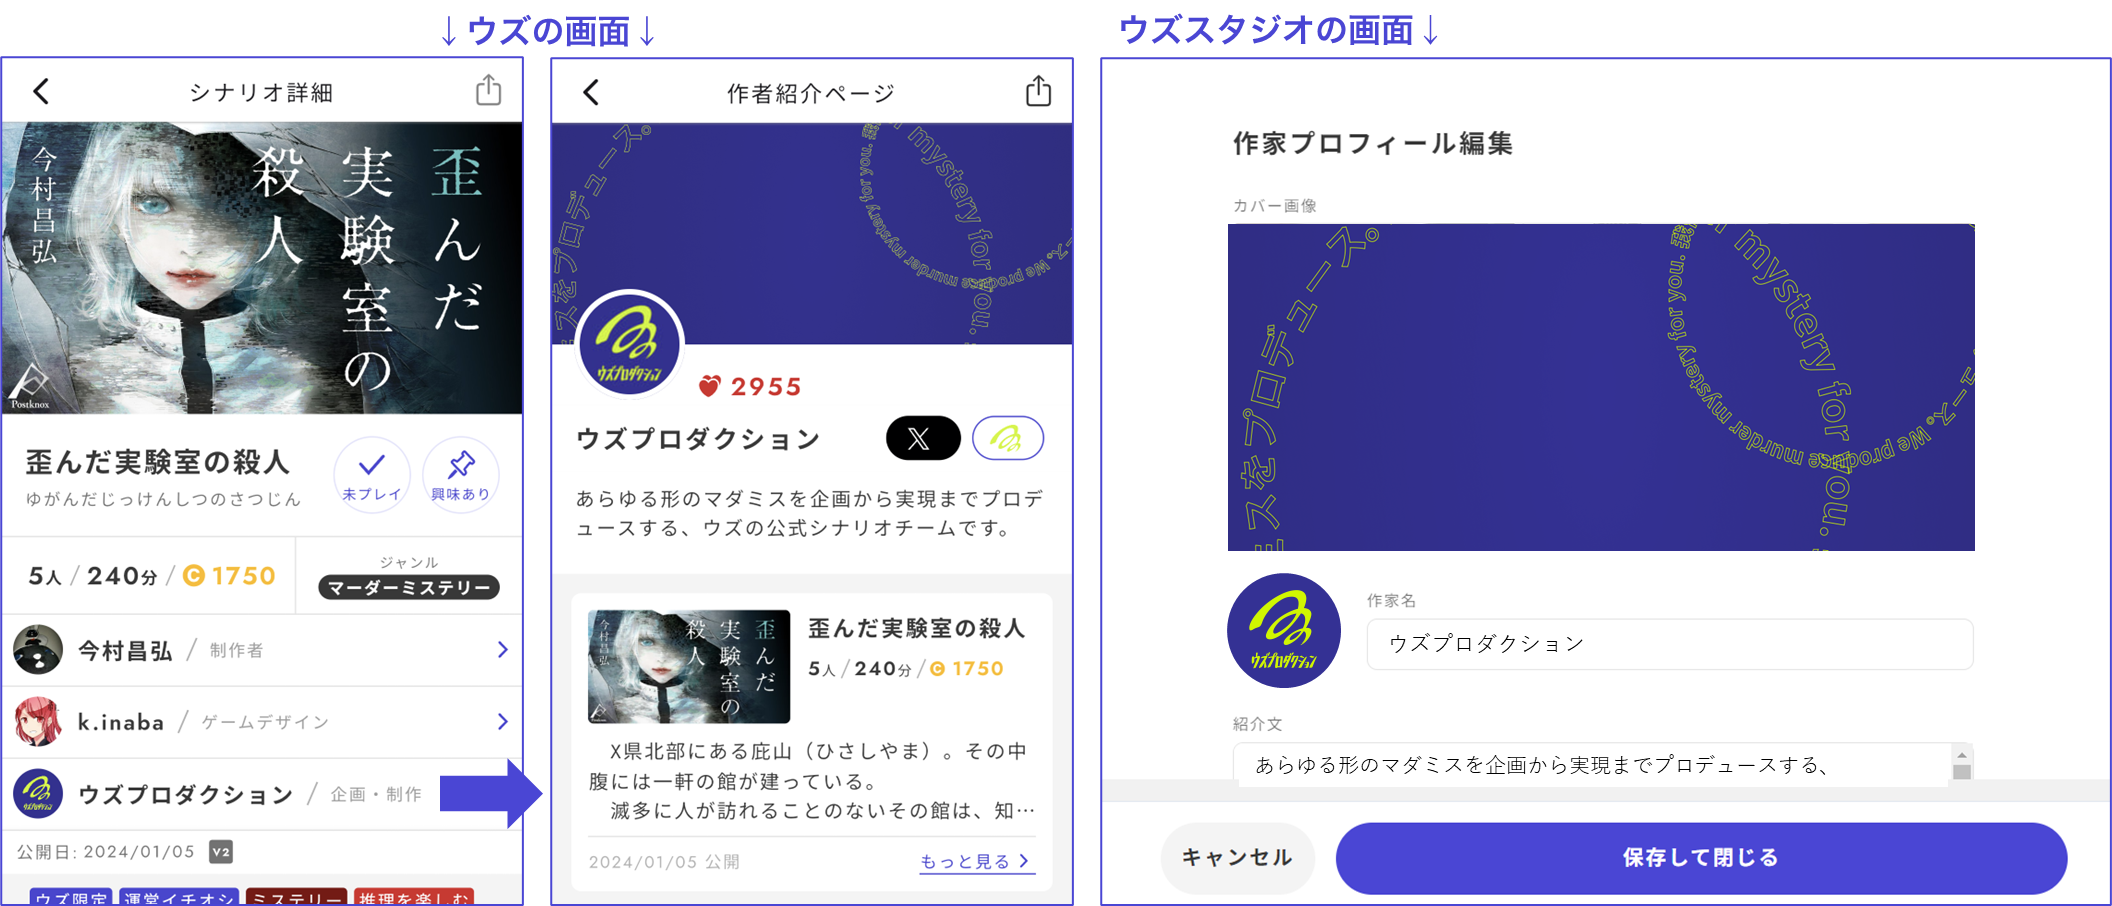 ↓ウズの画面↓
シナリオ詳細
今村昌弘
歪んだ
実験室の
殺人
Postknox
歪んだ実験室の殺人
ゆがんだじっけんしつのさつじん
未プレイ
興味あり
5人 / 240分 / C 1750
ジャンル
マーダーミステリー
今村昌弘 / 制作者
k.inaba / ゲームデザイン
ウズプロダクション / 企画・制作
公開日: 2024/01/05 V2
ウズ限定 運営イチオシ ミステリー 推理を楽しむ
作者紹介ページ
スをプロデュース。
mystery for you.
We produce murder mystery for you.
ウズプロダクション
2955
ウズプロダクション
X
あらゆる形のマダミスを企画から実現までプロデ
ュースする、ウズの公式シナリオチームです。
今村昌弘
歪んだ
実験室の
殺人
歪んだ実験室の殺人
5人 / 240分 / C 1750
X県北部にある庇山（ひさしやま）。その中
腹には一軒の館が建っている。
滅多に人が訪れることのないその館は、知…
2024/01/05 公開
もっと見る
ウズスタジオの画面↓
作家プロフィール編集
カバー画像
ミスをプロデュース。
mystery for you.
We produce murder mystery for you.
ウズプロダクション
作家名
ウズプロダクション
紹介文
あらゆる形のマダミスを企画から実現までプロデュースする、
キャンセル
保存して閉じる